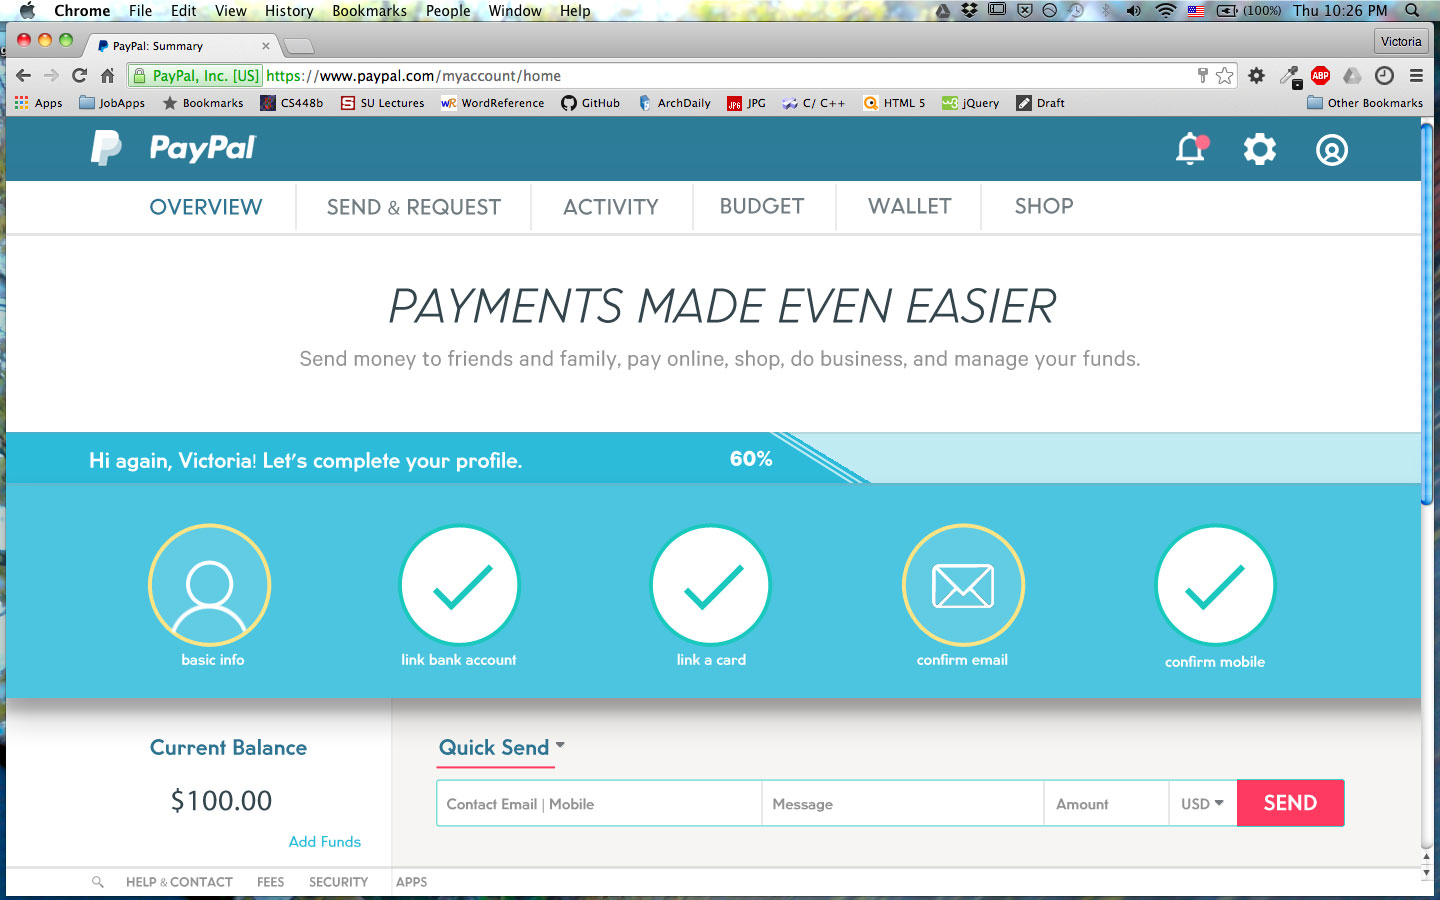 Chrome File Edit View History Bookmarks People Window Help (100%) Thu 10:26 PM
PayPal: Summary
Victoria
PayPal, Inc. [US] https://www.paypal.com/myaccount/home ABP
Apps JobApps Bookmarks CS448b SU Lectures WordReference GitHub ArchDaily JPG C/ C++ HTML 5 jQuery Draft Other Bookmarks
PayPal
OVERVIEW SEND & REQUEST ACTIVITY BUDGET WALLET SHOP
PAYMENTS MADE EVEN EASIER
Send money to friends and family, pay online, shop, do business, and manage your funds.
Hi again, Victoria! Let's complete your profile. 60%
basic info link bank account link a card confirm email confirm mobile
Current Balance
$100.00
Add Funds
Quick Send
Contact Email | Mobile Message Amount USD SEND
HELP & CONTACT FEES SECURITY APPS